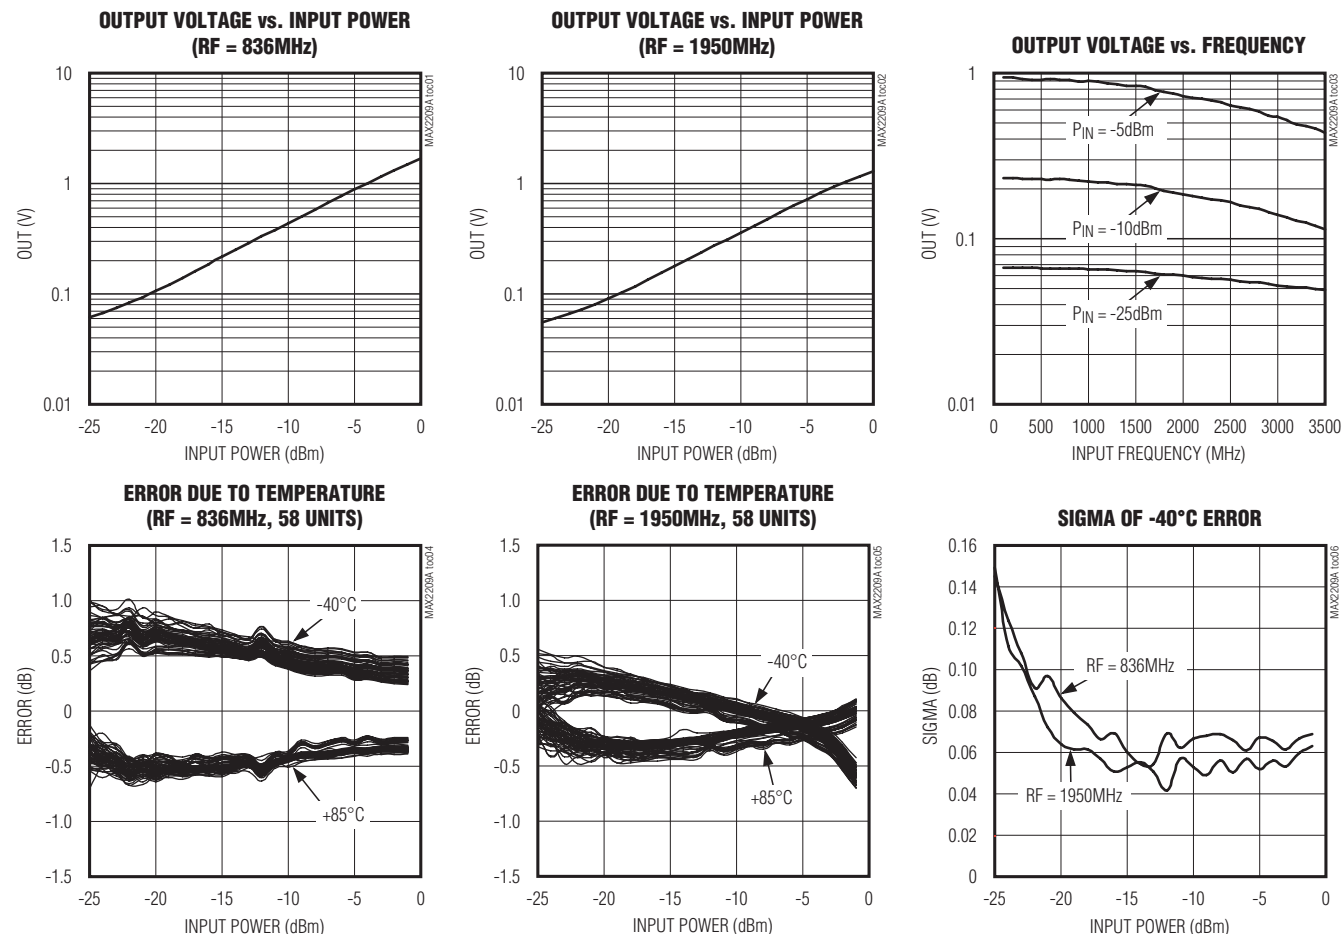 OUTPUT VOLTAGE vs. INPUT POWER
(RF = 836MHz)
10
1
0.1
0.01
OUT (V)
-25 -20 -15 -10 -5 0
INPUT POWER (dBm)
MAX2209A toc01
OUTPUT VOLTAGE vs. INPUT POWER
(RF = 1950MHz)
10
1
0.1
0.01
OUT (V)
-25 -20 -15 -10 -5 0
INPUT POWER (dBm)
MAX2209A toc02
OUTPUT VOLTAGE vs. FREQUENCY
1
0.1
0.01
OUT (V)
PIN = -5dBm
PIN = -10dBm
PIN = -25dBm
0 500 1000 1500 2000 2500 3000 3500
INPUT FREQUENCY (MHz)
MAX2209A toc03
ERROR DUE TO TEMPERATURE
(RF = 836MHz, 58 UNITS)
1.5
1.0
0.5
0
-0.5
-1.0
-1.5
ERROR (dB)
-40°C
+85°C
-25 -20 -15 -10 -5 0
INPUT POWER (dBm)
MAX2209A toc04
ERROR DUE TO TEMPERATURE
(RF = 1950MHz, 58 UNITS)
1.5
1.0
0.5
0
-0.5
-1.0
-1.5
ERROR (dB)
-40°C
+85°C
-25 -20 -15 -10 -5 0
INPUT POWER (dBm)
MAX2209A toc05
SIGMA OF -40°C ERROR
0.16
0.14
0.12
0.10
0.08
0.06
0.04
0.02
0
SIGMA (dB)
RF = 836MHz
RF = 1950MHz
-25 -20 -15 -10 -5 0
INPUT POWER (dBm)
MAX2209A toc06